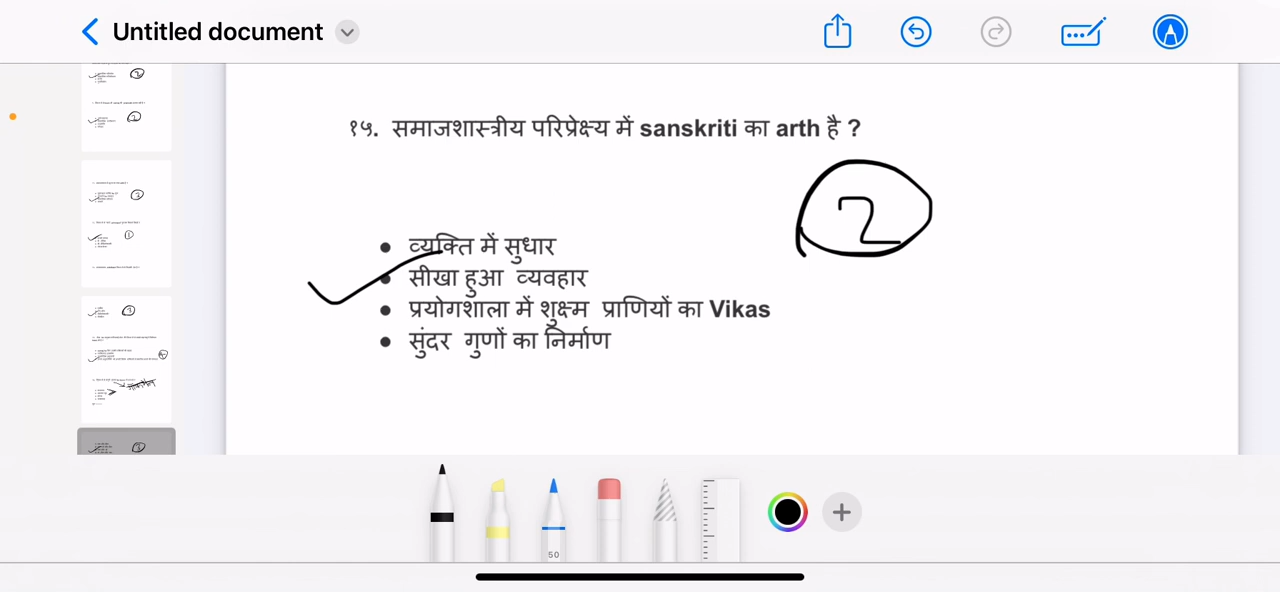 Untitled document
१५. समाजशास्त्रीय परिप्रेक्ष्य में sanskriti का arth है ?
2
• व्यक्ति में सुधार
• सीखा हुआ व्यवहार
• प्रयोगशाला में शुक्ष्म प्राणियों का Vikas
• सुंदर गुणों का निर्माण
50